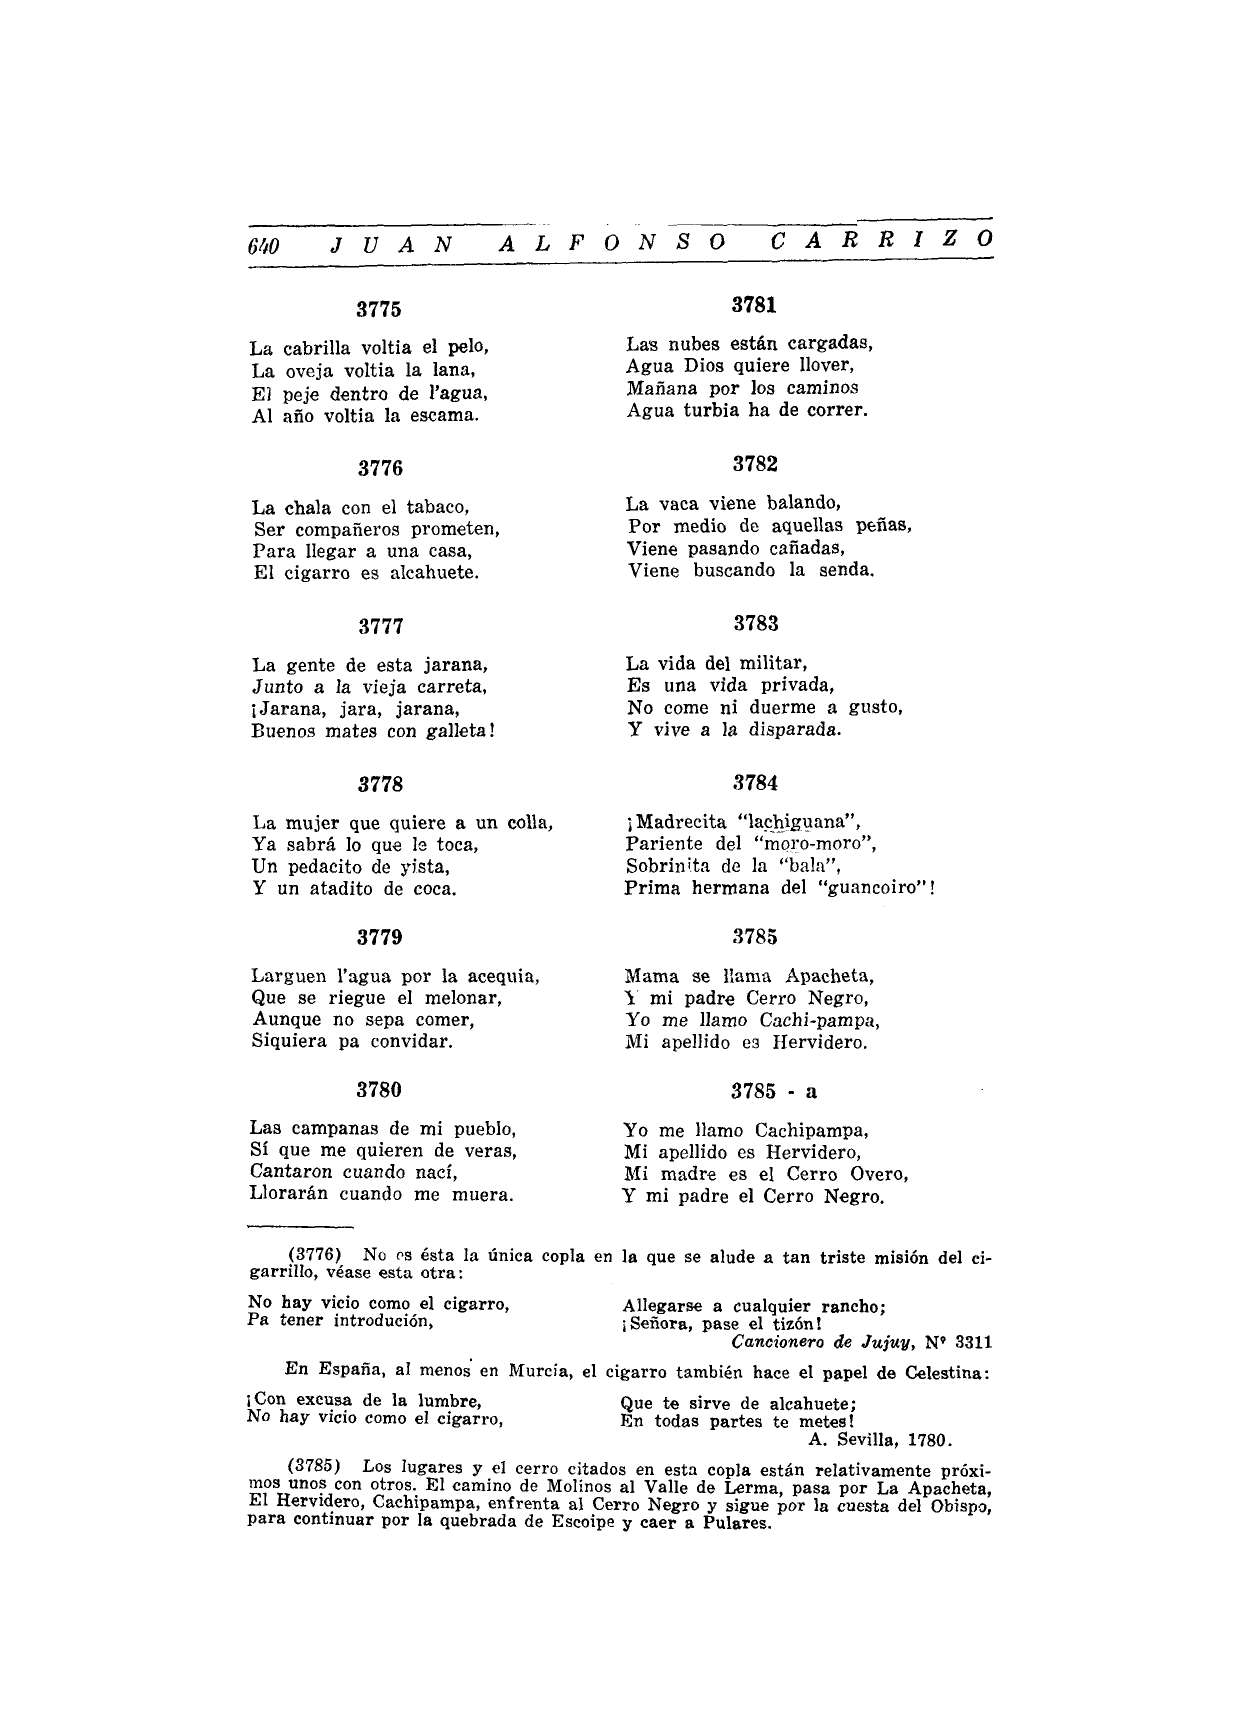 640 JUAN ALFONSO CARRIZO
3775
La cabrilla voltia el pelo,
La oveja voltia la lana,
El peje dentro de l'agua,
Al año voltia la escama.
3776
La chala con el tabaco,
Ser compañeros prometen,
Para llegar a una casa,
El cigarro es alcahuete.
3777
La gente de esta jarana,
Junto a la vieja carreta,
¡Jarana, jara, jarana,
Buenos mates con galleta!
3778
La mujer que quiere a un colla,
Ya sabrá lo que le toca,
Un pedacito de yista,
Y un atadito de coca.
3779
Larguen l'agua por la acequia,
Que se riegue el melonar,
Aunque no sepa comer,
Siquiera pa convidar.
3780
Las campanas de mi pueblo,
Sí que me quieren de veras,
Cantaron cuando nací,
Llorarán cuando me muera.
3781
Las nubes están cargadas,
Agua Dios quiere llover,
Mañana por los caminos
Agua turbia ha de correr.
3782
La vaca viene balando,
Por medio de aquellas peñas,
Viene pasando cañadas,
Viene buscando la senda.
3783
La vida del militar,
Es una vida privada,
No come ni duerme a gusto,
Y vive a la disparada.
3784
¡Madrecita "lachiguana",
Pariente del "moro-moro",
Sobrinita de la "bala",
Prima hermana del "guancoiro"!
3785
Mama se llama Apacheta,
Y mi padre Cerro Negro,
Yo me llamo Cachi-pampa,
Mi apellido es Hervidero.
3785 - a
Yo me llamo Cachipampa,
Mi apellido es Hervidero,
Mi madre es el Cerro Overo,
Y mi padre el Cerro Negro.
(3776) No es ésta la única copla en la que se alude a tan triste misión del ci-
garrillo, véase esta otra:
No hay vicio como el cigarro,
Pa tener introdución,
Allegarse a cualquier rancho;
¡Señora, pase el tizón!
Cancionero de Jujuy, Nº 3311
En España, al menos en Murcia, el cigarro también hace el papel de Celestina:
¡Con excusa de la lumbre,
No hay vicio como el cigarro,
Que te sirve de alcahuete;
En todas partes te metes!
A. Sevilla, 1780.
(3785) Los lugares y el cerro citados en esta copla están relativamente próxi-
mos unos con otros. El camino de Molinos al Valle de Lerma, pasa por La Apacheta,
El Hervidero, Cachipampa, enfrenta al Cerro Negro y sigue por la cuesta del Obispo,
para continuar por la quebrada de Escoipe y caer a Pulares.